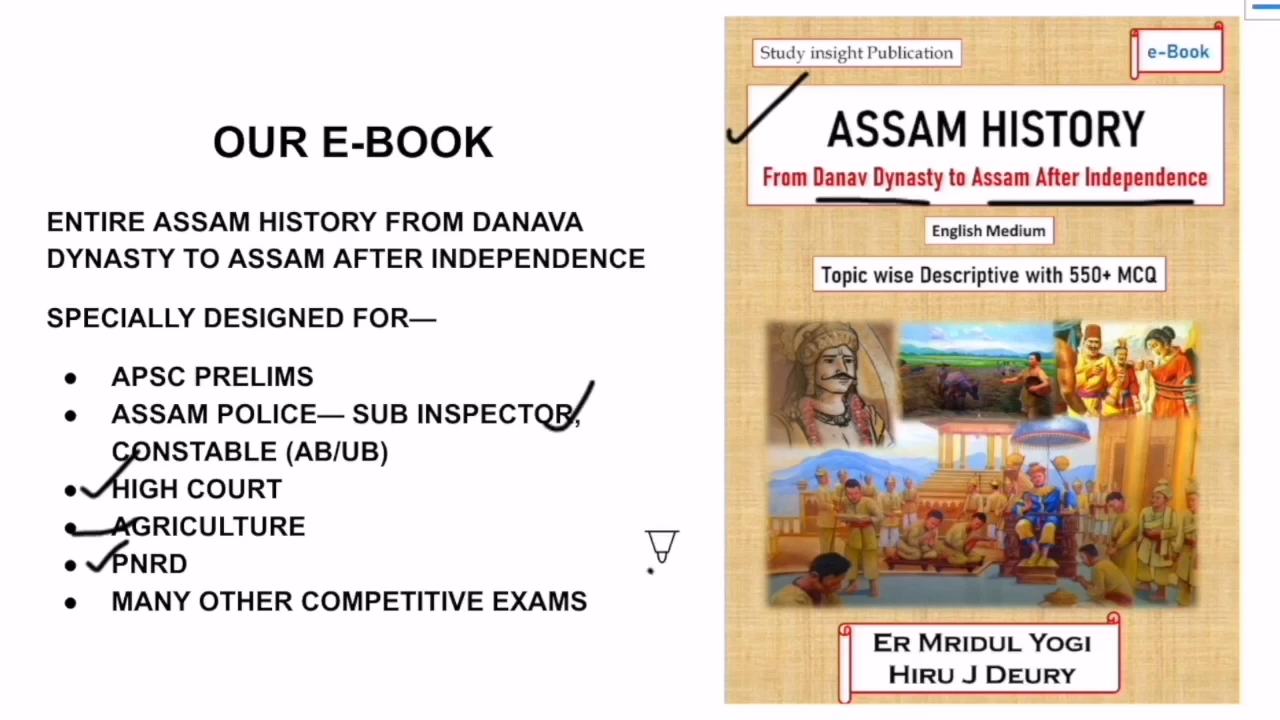 OUR E-BOOK
ENTIRE ASSAM HISTORY FROM DANAVA
DYNASTY TO ASSAM AFTER INDEPENDENCE
SPECIALLY DESIGNED FOR—
● APSC PRELIMS
● ASSAM POLICE— SUB INSPECTOR,
CONSTABLE (AB/UB)
● HIGH COURT
● AGRICULTURE
● PNRD
● MANY OTHER COMPETITIVE EXAMS
Study insight Publication
e-Book
ASSAM HISTORY
From Danav Dynasty to Assam After Independence
English Medium
Topic wise Descriptive with 550+ MCQ
ER MRIDUL YOGI
HIRU J DEURY